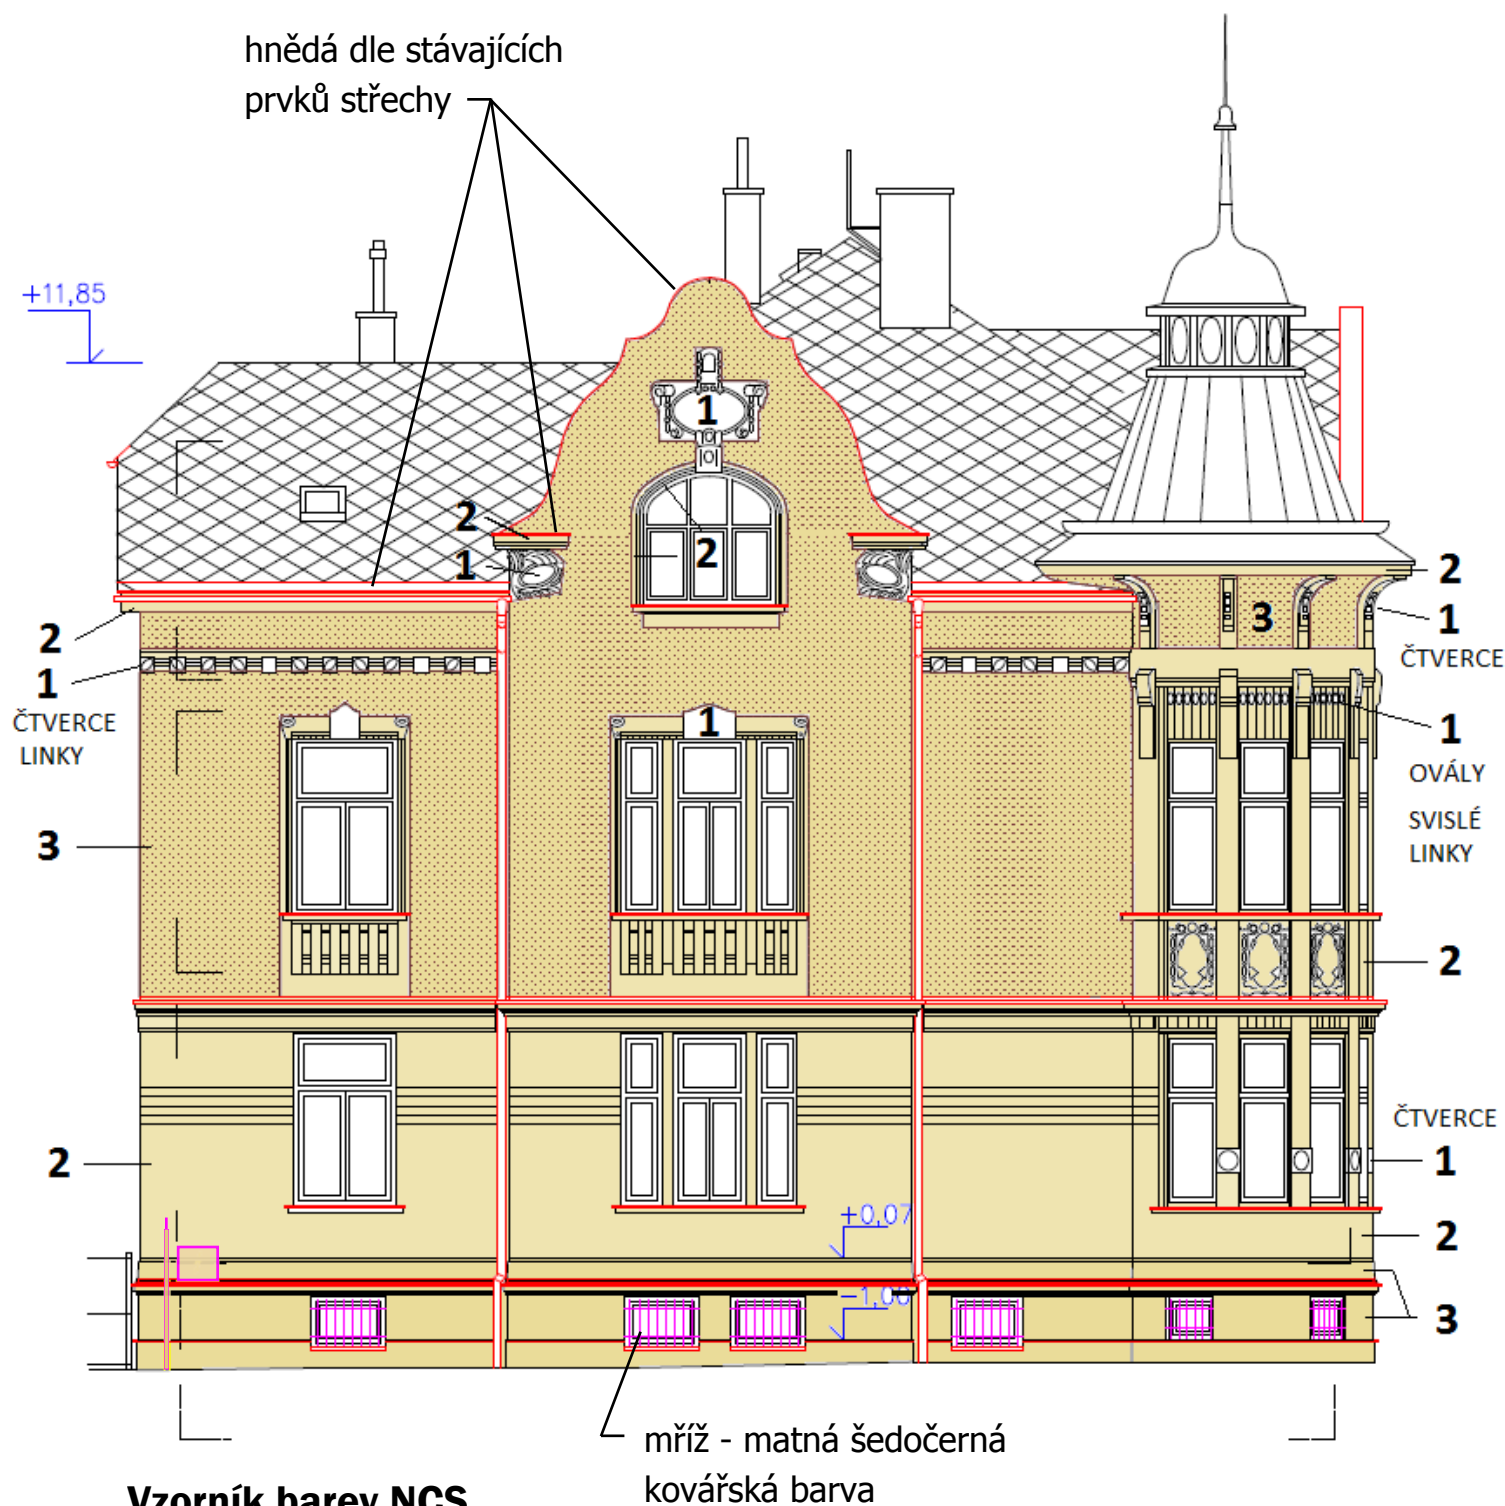 hnědá dle stávajících
prvků střechy
+11,85
1
2
2
1
2
3
2
1
ČTVERCE
1
ČTVERCE
LINKY
1
1
OVÁLY
SVISLÉ
LINKY
3
2
ČTVERCE
1
2
+0,07
2
-1,00
3
mříž - matná šedočerná
kovářská barva
Vzorník barev NCS